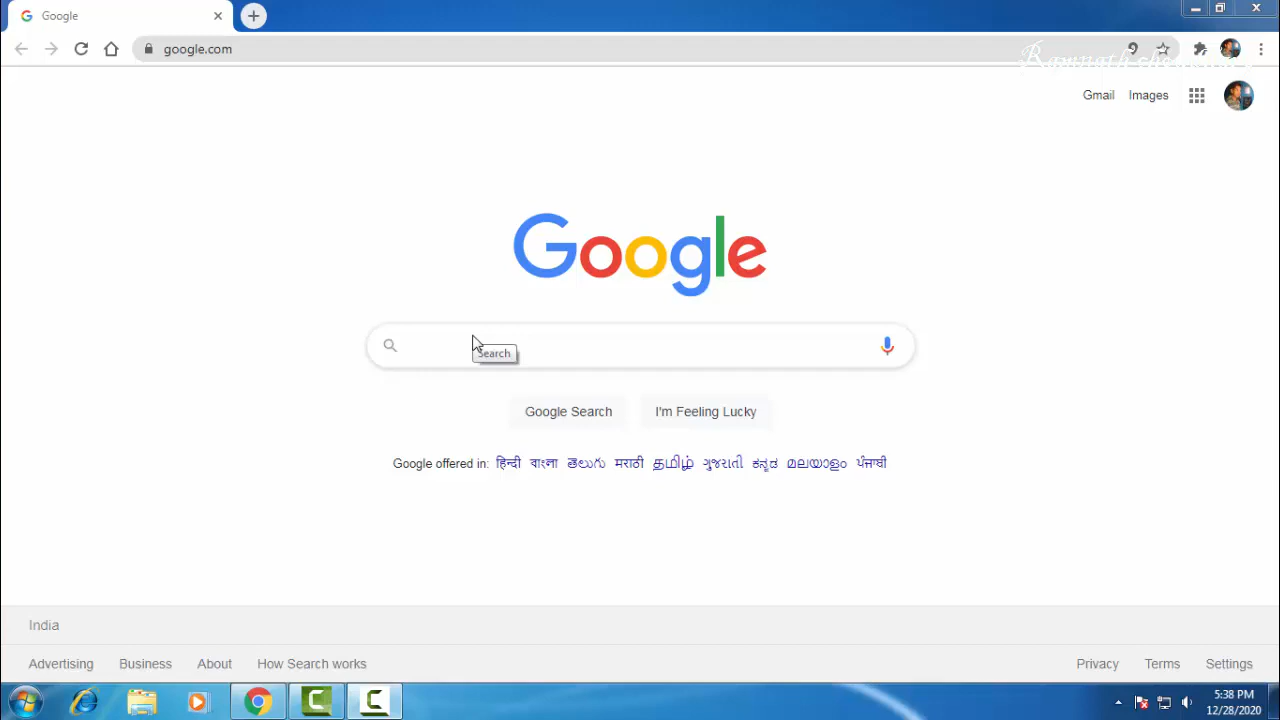 Google
google.com
Gmail Images
Google
Search
Google Search I'm Feeling Lucky
Google offered in: हिन्दी বাংলা తెలుగు मराठी தமிழ் ગુજરાતી ಕನ್ನಡ മലയാളം ਪੰਜਾਬੀ
India
Advertising Business About How Search works Privacy Terms Settings
5:38 PM
12/28/2020